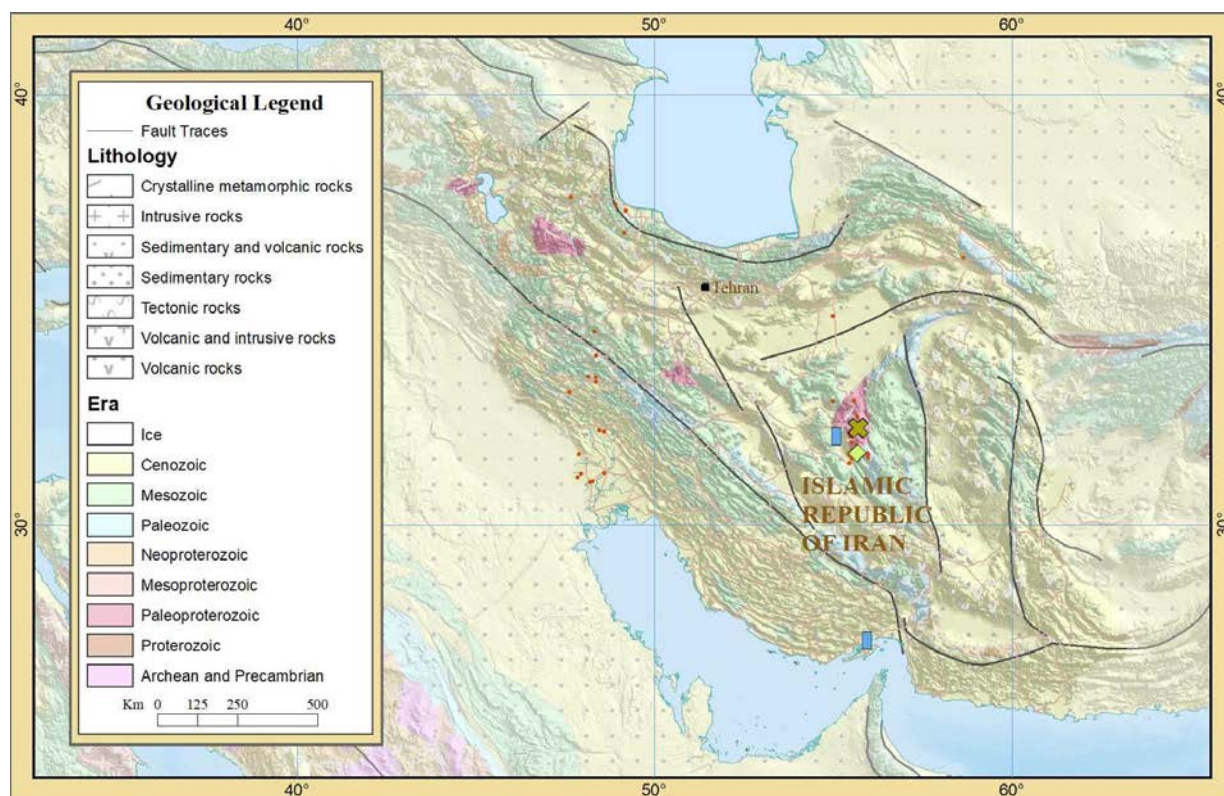 40°
50°
60°
40°
40°
Geological Legend
Fault Traces
Lithology
Crystalline metamorphic rocks
Intrusive rocks
Sedimentary and volcanic rocks
Sedimentary rocks
Tectonic rocks
Volcanic and intrusive rocks
Volcanic rocks
Era
Ice
Cenozoic
Mesozoic
Paleozoic
Neoproterozoic
Mesoproterozoic
Paleoproterozoic
Proterozoic
Archean and Precambrian
Km 0 125 250 500
Tehran
ISLAMIC
REPUBLIC
OF IRAN
30°
30°
40°
50°
60°